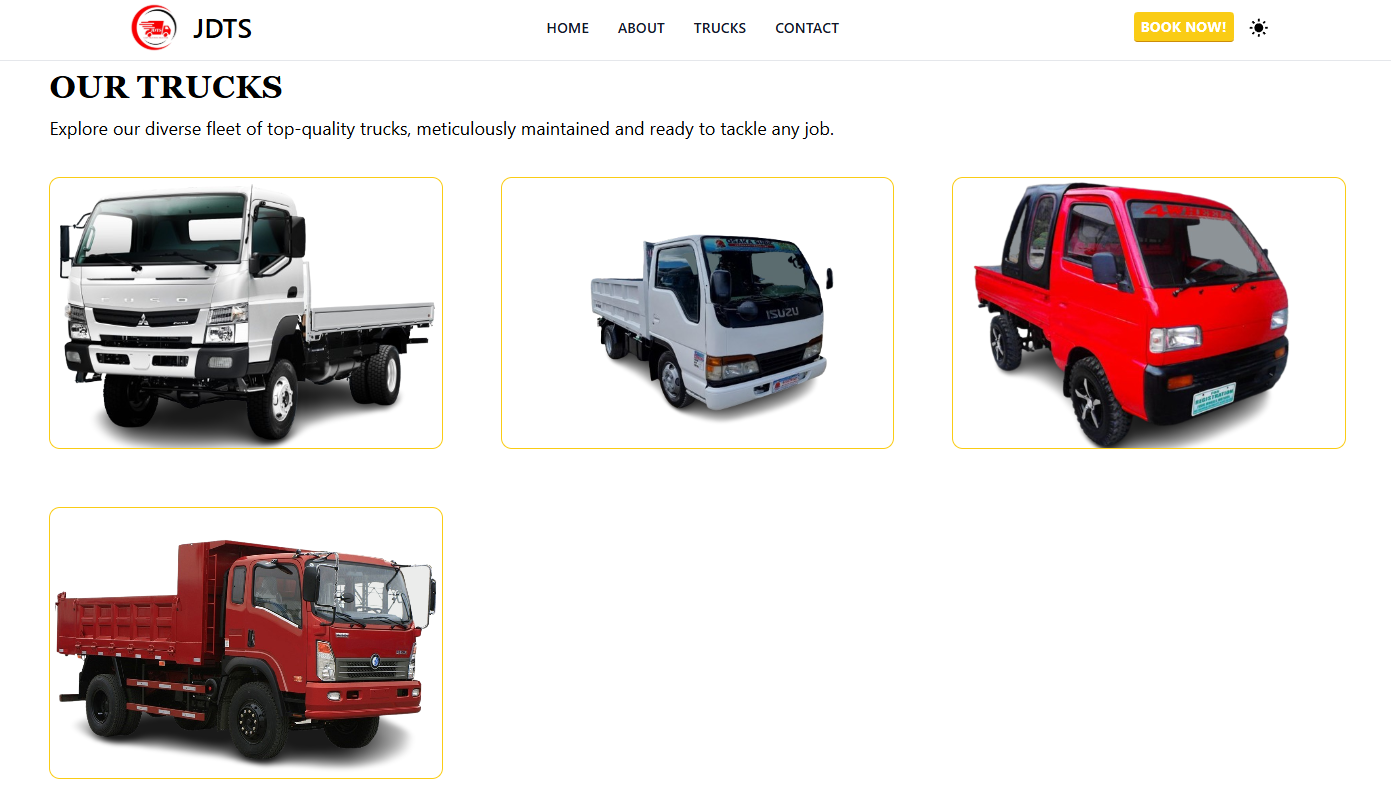 JDTS
HOME
ABOUT
TRUCKS
CONTACT
BOOK NOW!
OUR TRUCKS
Explore our diverse fleet of top-quality trucks, meticulously maintained and ready to tackle any job.
FUSO
ISUZU
REGISTRATION